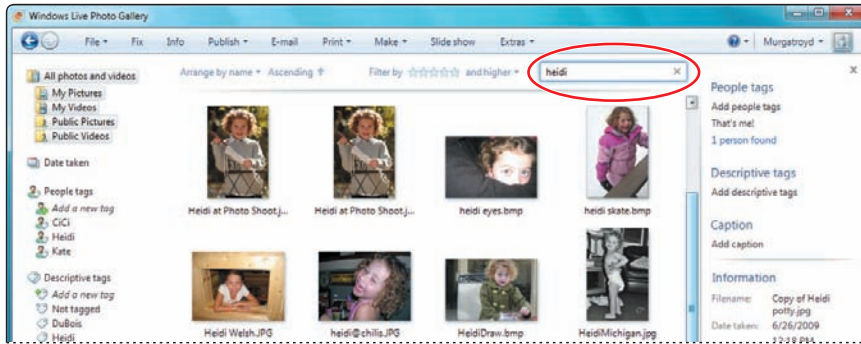 Windows Live Photo Gallery
File Fix Info Publish E-mail Print Make Slide show Extras Murgatroyd
All photos and videos
My Pictures
My Videos
Public Pictures
Public Videos
Date taken
People tags
Add a new tag
CiCi
Heidi
Kate
Descriptive tags
Add a new tag
Not tagged
DuBois
Heidi
Arrange by name Ascending Filter by and higher heidi
Heidi at Photo Shoot.j... Heidi at Photo Shoot.j... heidi eyes.bmp heidi skate.bmp
Heidi Welsh.JPG heidi@chilis.JPG HeidiDraw.bmp HeidiMichigan.jpg
People tags
Add people tags
That's me!
1 person found
Descriptive tags
Add descriptive tags
Caption
Add caption
Information
Filename: Copy of Heidi
potty.jpg
Date taken: 6/26/2009
12:18 PM